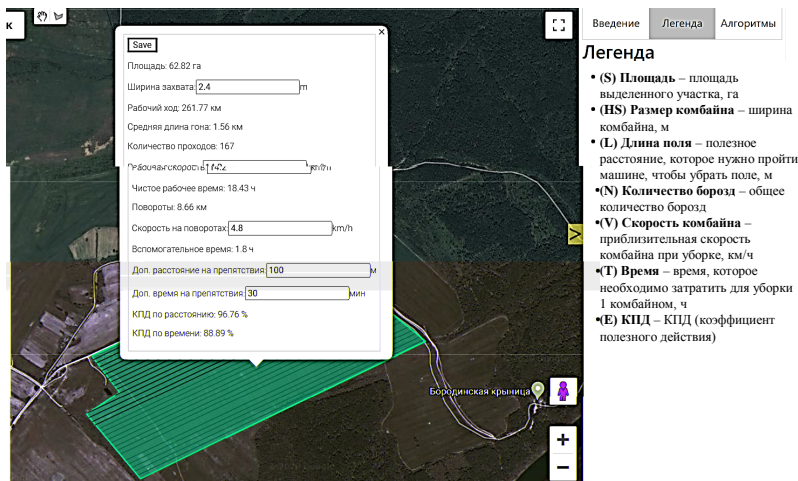 к
Save
×
Площадь: 62.82 га
Ширина захвата: 2.4 m
Рабочий ход: 261.77 км
Средняя длина гона: 1.56 км
Количество проходов: 167
Рабочая скорость: 14.2 km/h
Чистое рабочее время: 18.43 ч
Повороты: 8.66 км
Скорость на поворотах: 4.8 km/h
Вспомогательное время: 1.8 ч
Доп. расстояние на препятствия: 100 м
Доп. время на препятствия: 30 мин
КПД по расстоянию: 96.76 %
КПД по времени: 88.89 %
Бородинская крыница
+
−
Введение Легенда Алгоритмы
Легенда
• (S) Площадь – площадь
выделенного участка, га
• (HS) Размер комбайна – ширина
комбайна, м
• (L) Длина поля – полезное
расстояние, которое нужно пройти
машине, чтобы убрать поле, м
•(N) Количество борозд – общее
количество борозд
•(V) Скорость комбайна –
приблизительная скорость
комбайна при уборке, км/ч
•(T) Время – время, которое
необходимо затратить для уборки
1 комбайном, ч
•(E) КПД – КПД (коэффициент
полезного действия)